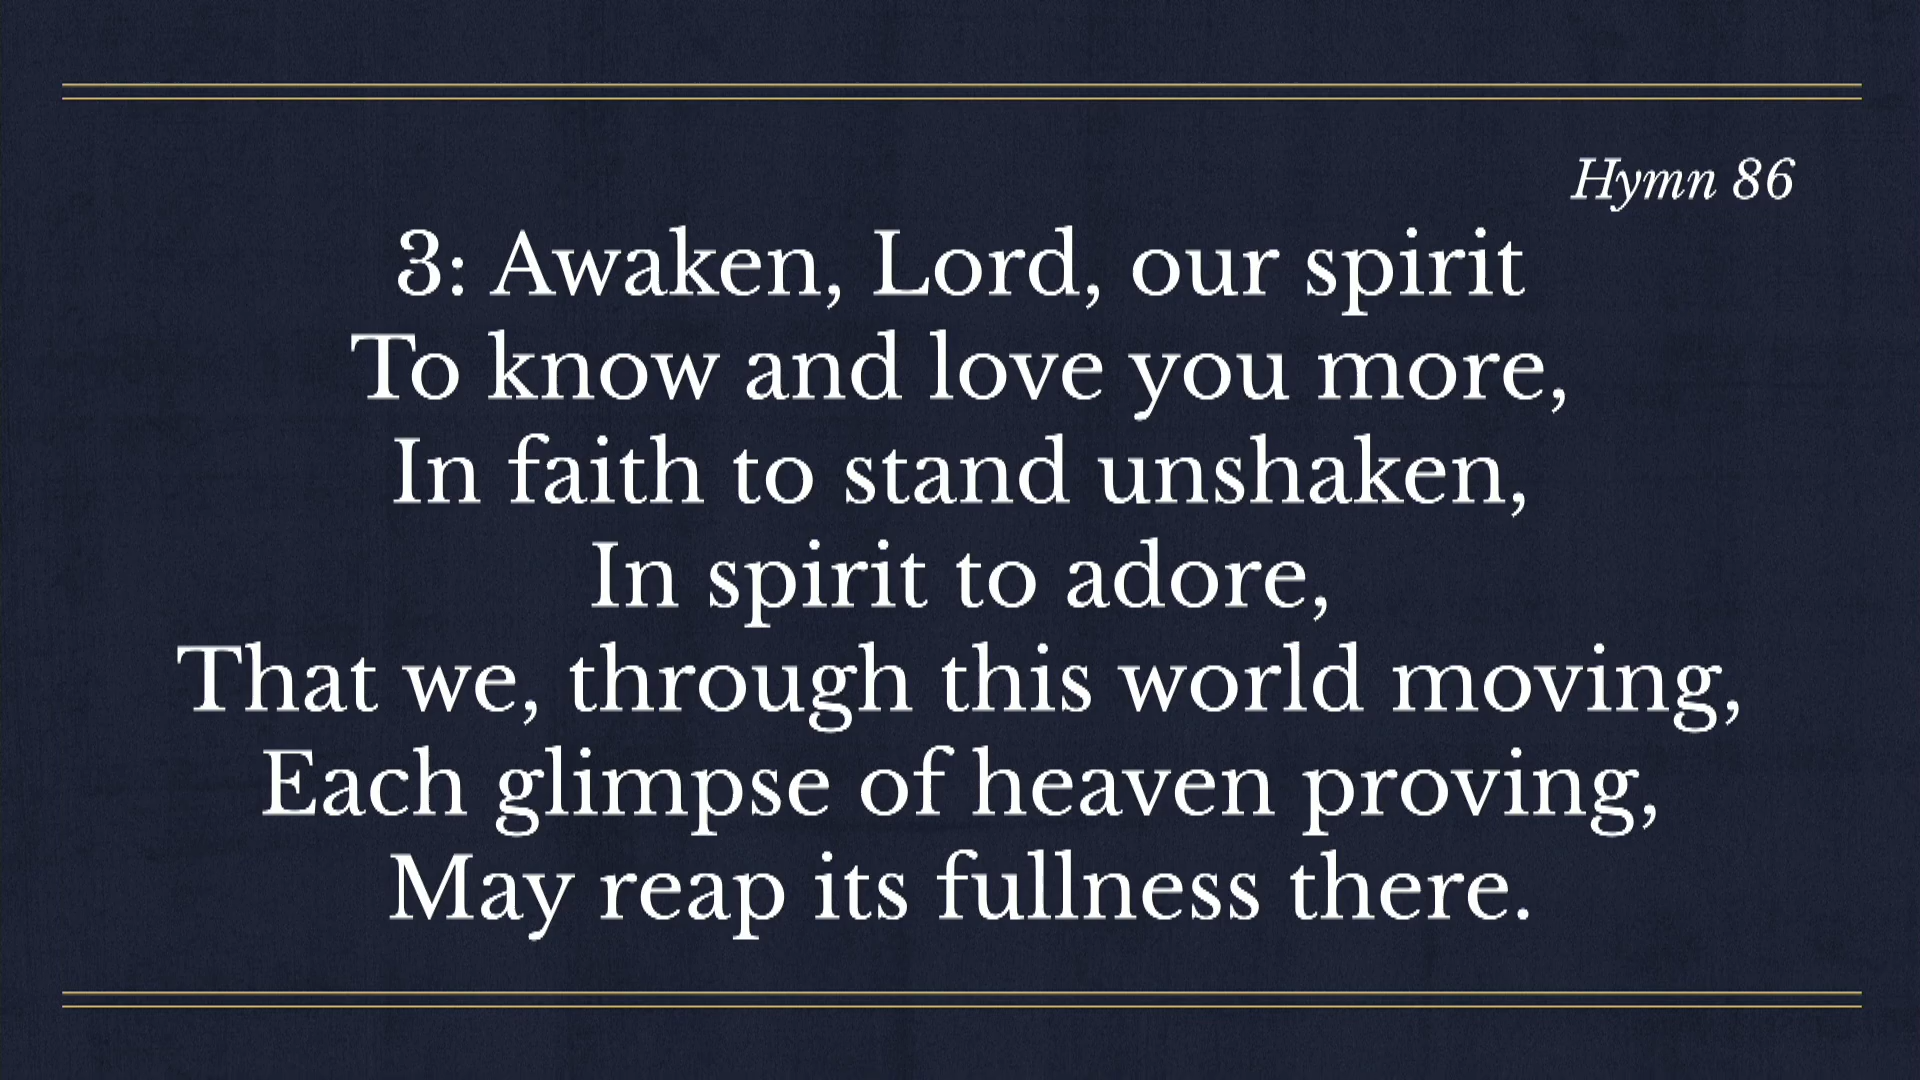 Hymn 86
3: Awaken, Lord, our spirit
To know and love you more,
In faith to stand unshaken,
In spirit to adore,
That we, through this world moving,
Each glimpse of heaven proving,
May reap its fullness there.